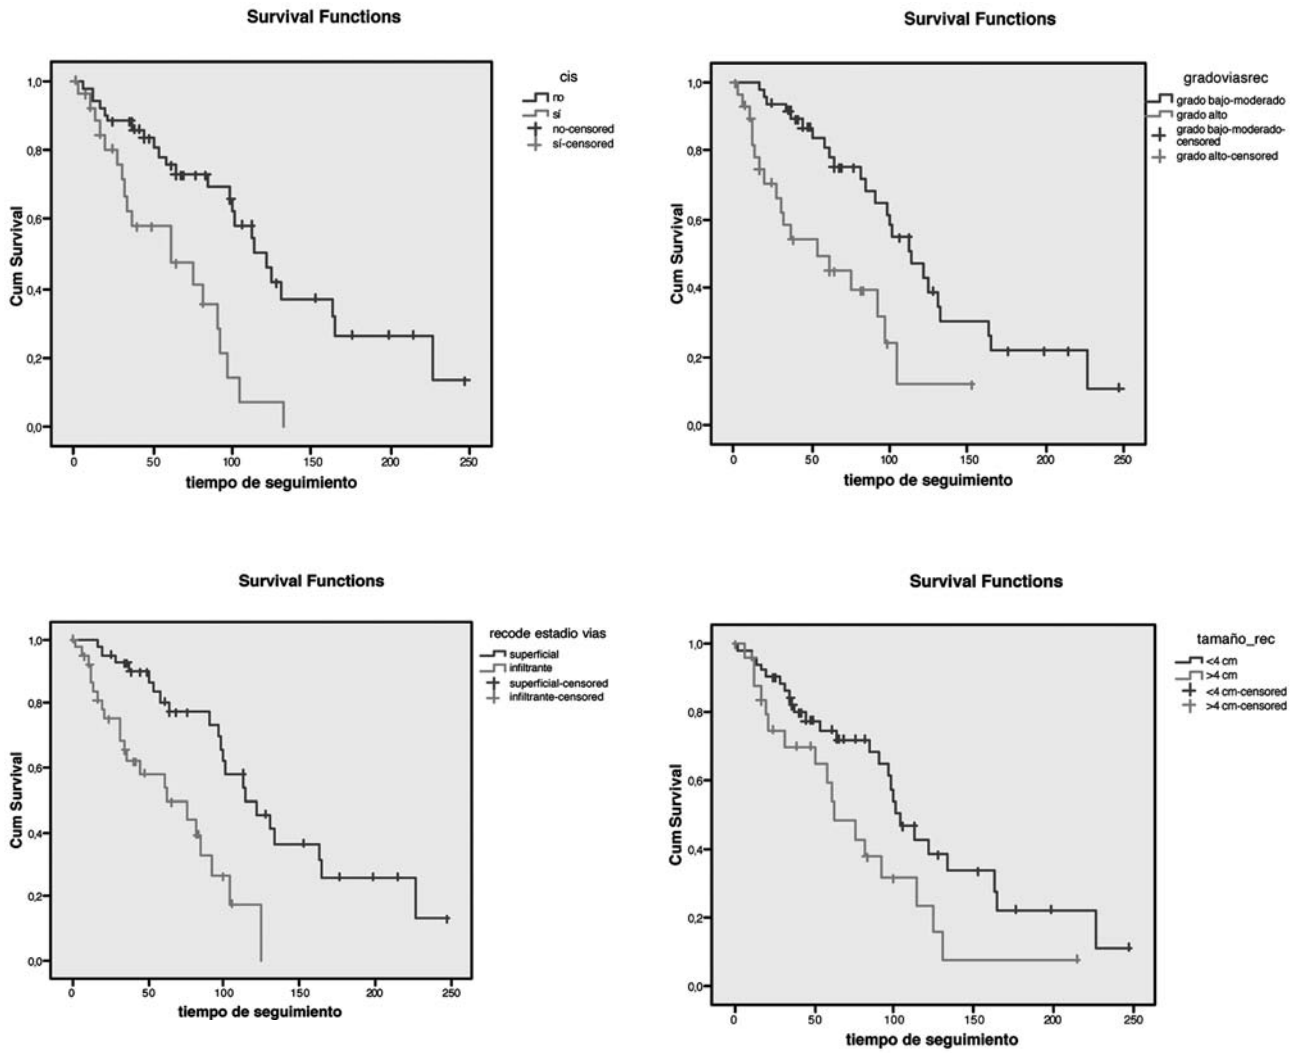 Survival Functions
Cum Survival
1,0
0,8
0,6
0,4
0,2
0,0
0 50 100 150 200 250
tiempo de seguimiento
cis
no
sí
no-censored
sí-censored
Survival Functions
Cum Survival
1,0
0,8
0,6
0,4
0,2
0,0
0 50 100 150 200 250
tiempo de seguimiento
gradoviasrec
grado bajo-moderado
grado alto
grado bajo-moderado-
censored
grado alto-censored
Survival Functions
Cum Survival
1,0
0,8
0,6
0,4
0,2
0,0
0 50 100 150 200 250
tiempo de seguimiento
recode estadio vias
superficial
infiltrante
superficial-censored
infiltrante-censored
Survival Functions
Cum Survival
1,0
0,8
0,6
0,4
0,2
0,0
0 50 100 150 200 250
tiempo de seguimiento
tamaño_rec
<4 cm
>4 cm
<4 cm-censored
>4 cm-censored